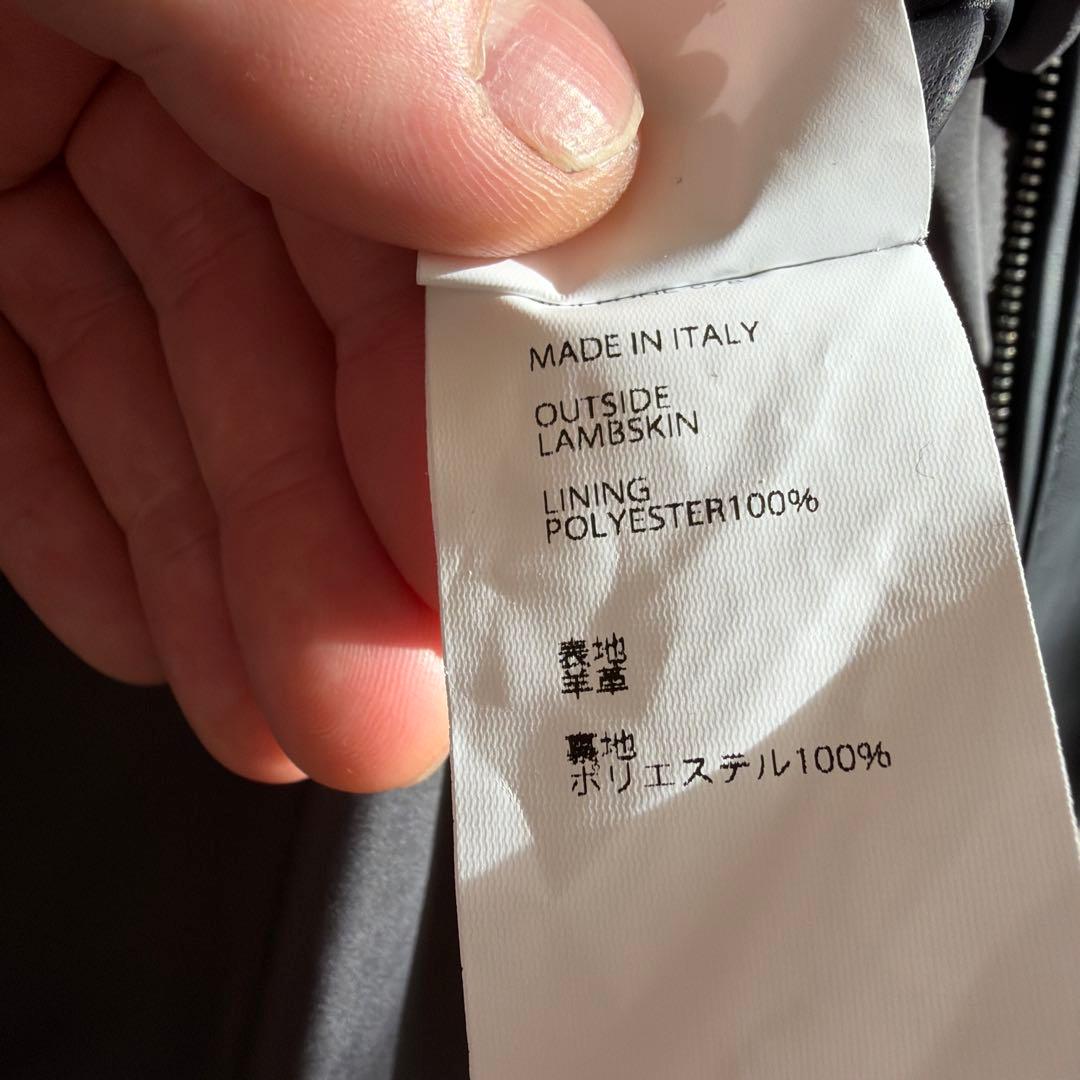 MADE IN ITALY
OUTSIDE
LAMBSKIN
LINING
POLYESTER100%
表地
羊革
裏地
ポリエステル100%